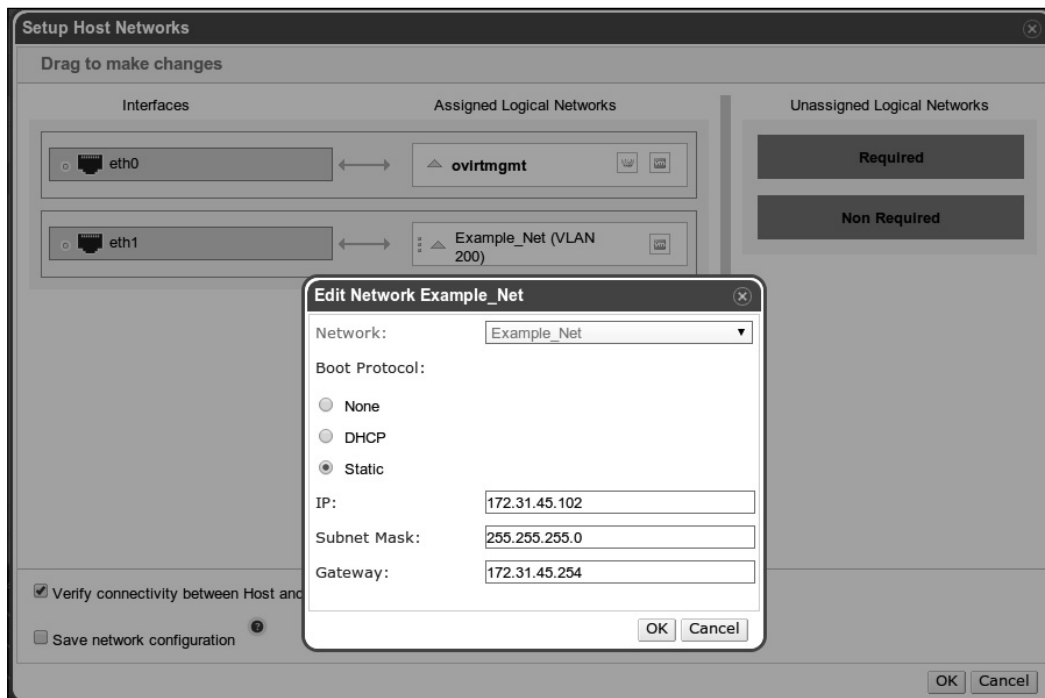 Setup Host Networks
Drag to make changes
Interfaces
Assigned Logical Networks
Unassigned Logical Networks
eth0
ovirtmgmt
Required
eth1
Example_Net (VLAN
200)
Non Required
Edit Network Example_Net
Network:
Example_Net
Boot Protocol:
None
DHCP
Static
IP:
172.31.45.102
Subnet Mask:
255.255.255.0
Gateway:
172.31.45.254
OK
Cancel
Verify connectivity between Host and
Save network configuration
?
OK
Cancel